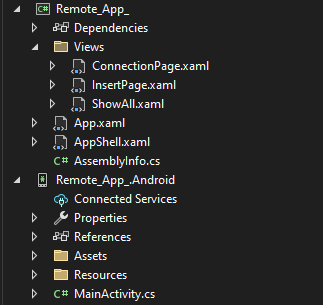 C# Remote_App_
Dependencies
Views
ConnectionPage.xaml
InsertPage.xaml
ShowAll.xaml
App.xaml
AppShell.xaml
C# AssemblyInfo.cs
Remote_App_.Android
Connected Services
Properties
References
Assets
Resources
C# MainActivity.cs